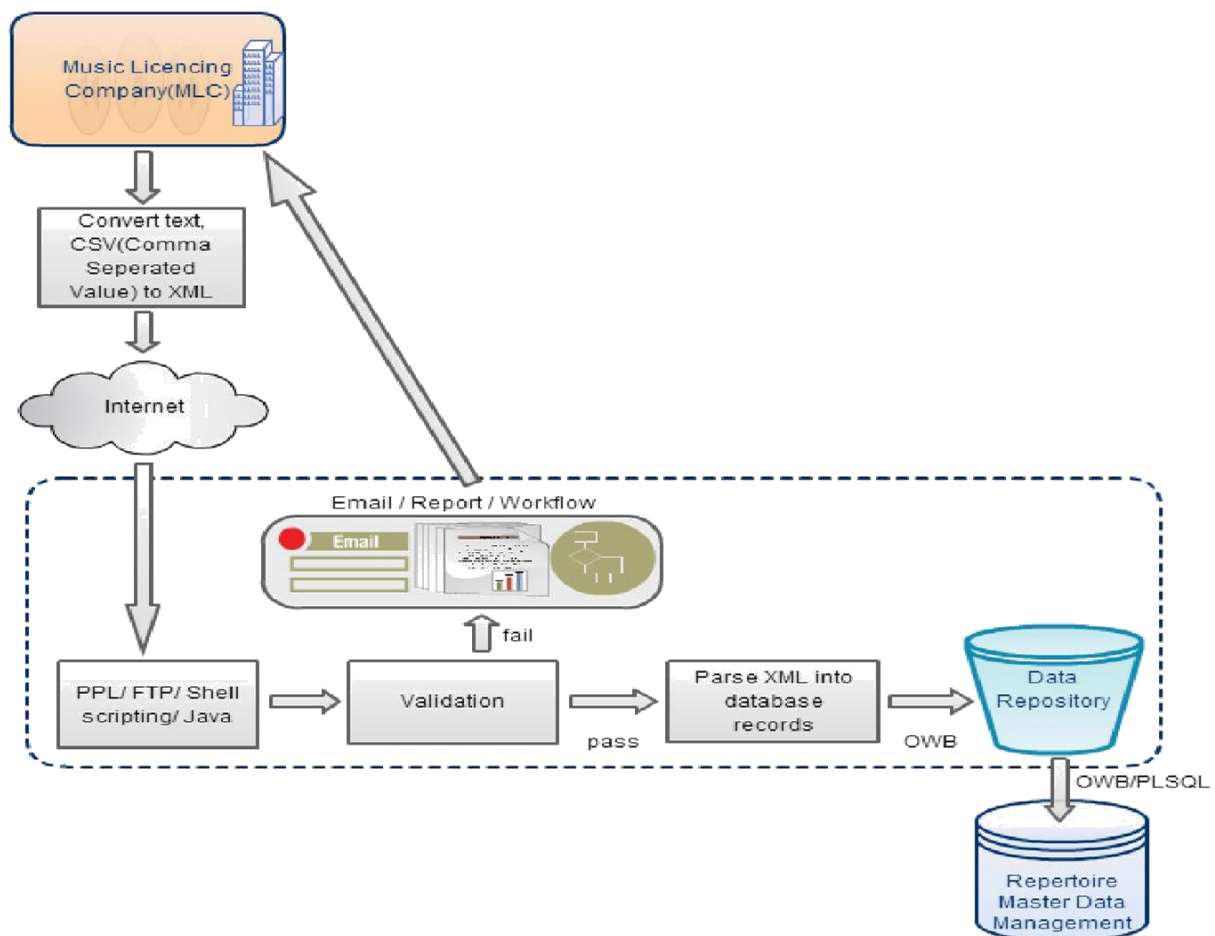 Music Licencing
Company(MLC)
Convert text,
CSV(Comma
Seperated
Value) to XML
Internet
Email / Report / Workflow
Email
fail
PPL/ FTP/ Shell
scripting/ Java
Validation
pass
Parse XML into
database
records
OWB
Data
Repository
OWB/PLSQL
Repertoire
Master Data
Management